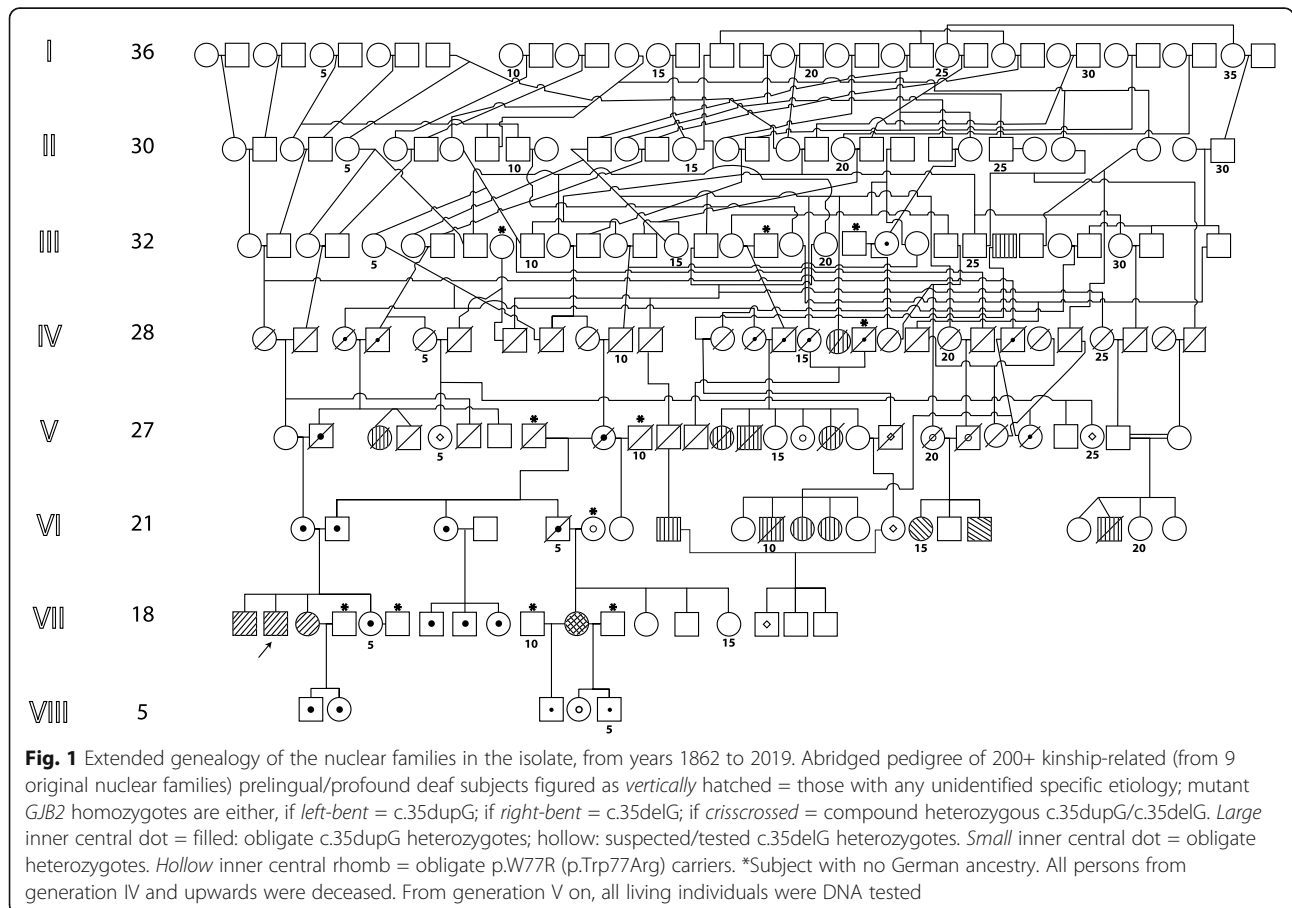 I 36
5 10 15 20 25 30 35
II 30
5 10 15 20 25 30
* * *
III 32
5 10 15 20 25 30
*
IV 28
5 10 15 20 25
* *
V 27
5 10 15 20 25
*
VI 21
5 10 15 20
* * * *
VII 18
5 10 15
VIII 5
5
Fig. 1 Extended genealogy of the nuclear families in the isolate, from years 1862 to 2019. Abridged pedigree of 200+ kinship-related (from 9
original nuclear families) prelingual/profound deaf subjects figured as vertically hatched = those with any unidentified specific etiology; mutant
GJB2 homozygotes are either, if left-bent = c.35dupG; if right-bent = c.35delG; if crisscrossed = compound heterozygous c.35dupG/c.35delG. Large
inner central dot = filled: obligate c.35dupG heterozygotes; hollow: suspected/tested c.35delG heterozygotes. Small inner central dot = obligate
heterozygotes. Hollow inner central rhomb = obligate p.W77R (p.Trp77Arg) carriers. *Subject with no German ancestry. All persons from
generation IV and upwards were deceased. From generation V on, all living individuals were DNA tested